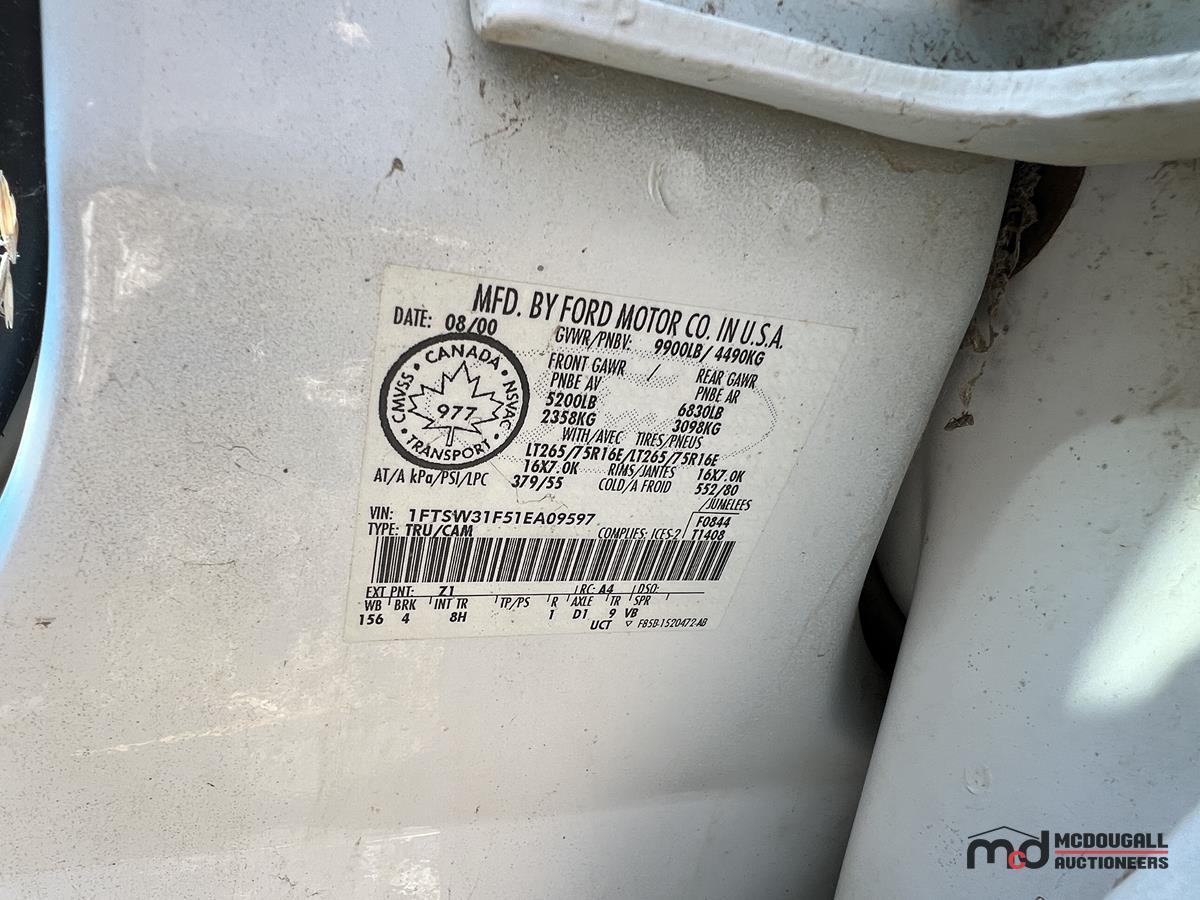 MFD. BY FORD MOTOR CO. IN U.S.A.
DATE: 08/00
GVWR/PNBV: 9900LB/ 4490KG
CANADA
CMVSS
NSVAC
977
TRANSPORT
FRONT GAWR / REAR GAWR
PNBE AV PNBE AR
5200LB 6830LB
2358KG 3098KG
WITH/AVEC TIRES/PNEUS
LT265/75R16E/LT265/75R16E
16X7.0K RIMS/JANTES 16X7.0K
AT/A kPa/PSI/LPC 379/55 COLD/A FROID 552/80
/JUMELEES
VIN: 1FTSW31F51EA09597 F0844
TYPE: TRU/CAM COMPLIES: ICES-2 T1408
EXT PNT: Z1 RC: A4 DSO:
WB BRK INT TR TP/PS R AXLE TR SPR
156 4 8H 1 D1 9 VB
UCT ▽ F85B-1520472-AB
mcd MCDOUGALL
AUCTIONEERS